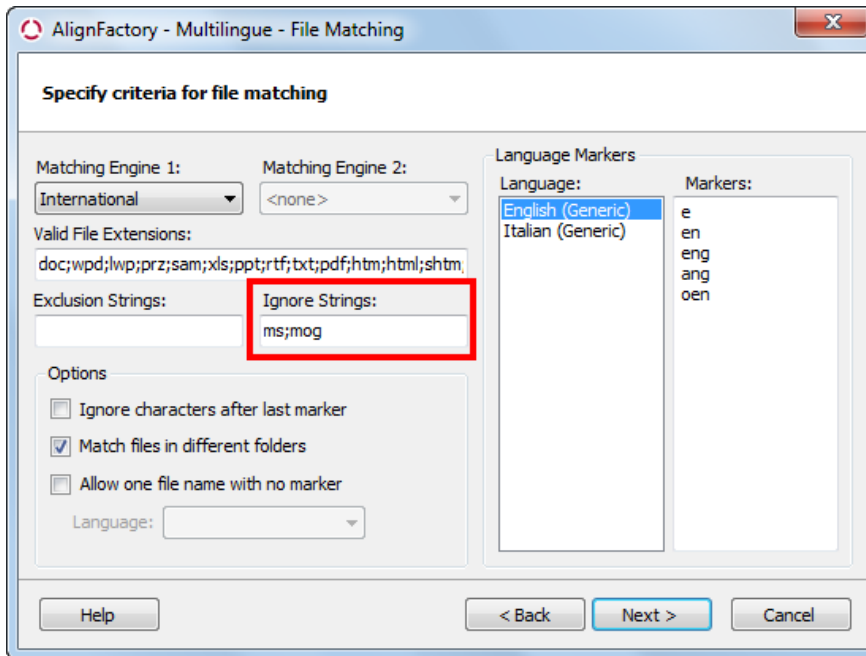 AlignFactory - Multilingue - File Matching
Specify criteria for file matching
Matching Engine 1:
International
Matching Engine 2:
<none>
Valid File Extensions:
doc;wpd;lwp;prz;sam;xls;ppt;rtf;txt;pdf;htm;html;shtm;
Exclusion Strings:
Ignore Strings:
ms;mog
Options
Ignore characters after last marker
Match files in different folders
Allow one file name with no marker
Language:
Language Markers
Language:
English (Generic)
Italian (Generic)
Markers:
e
en
eng
ang
oen
Help
< Back
Next >
Cancel